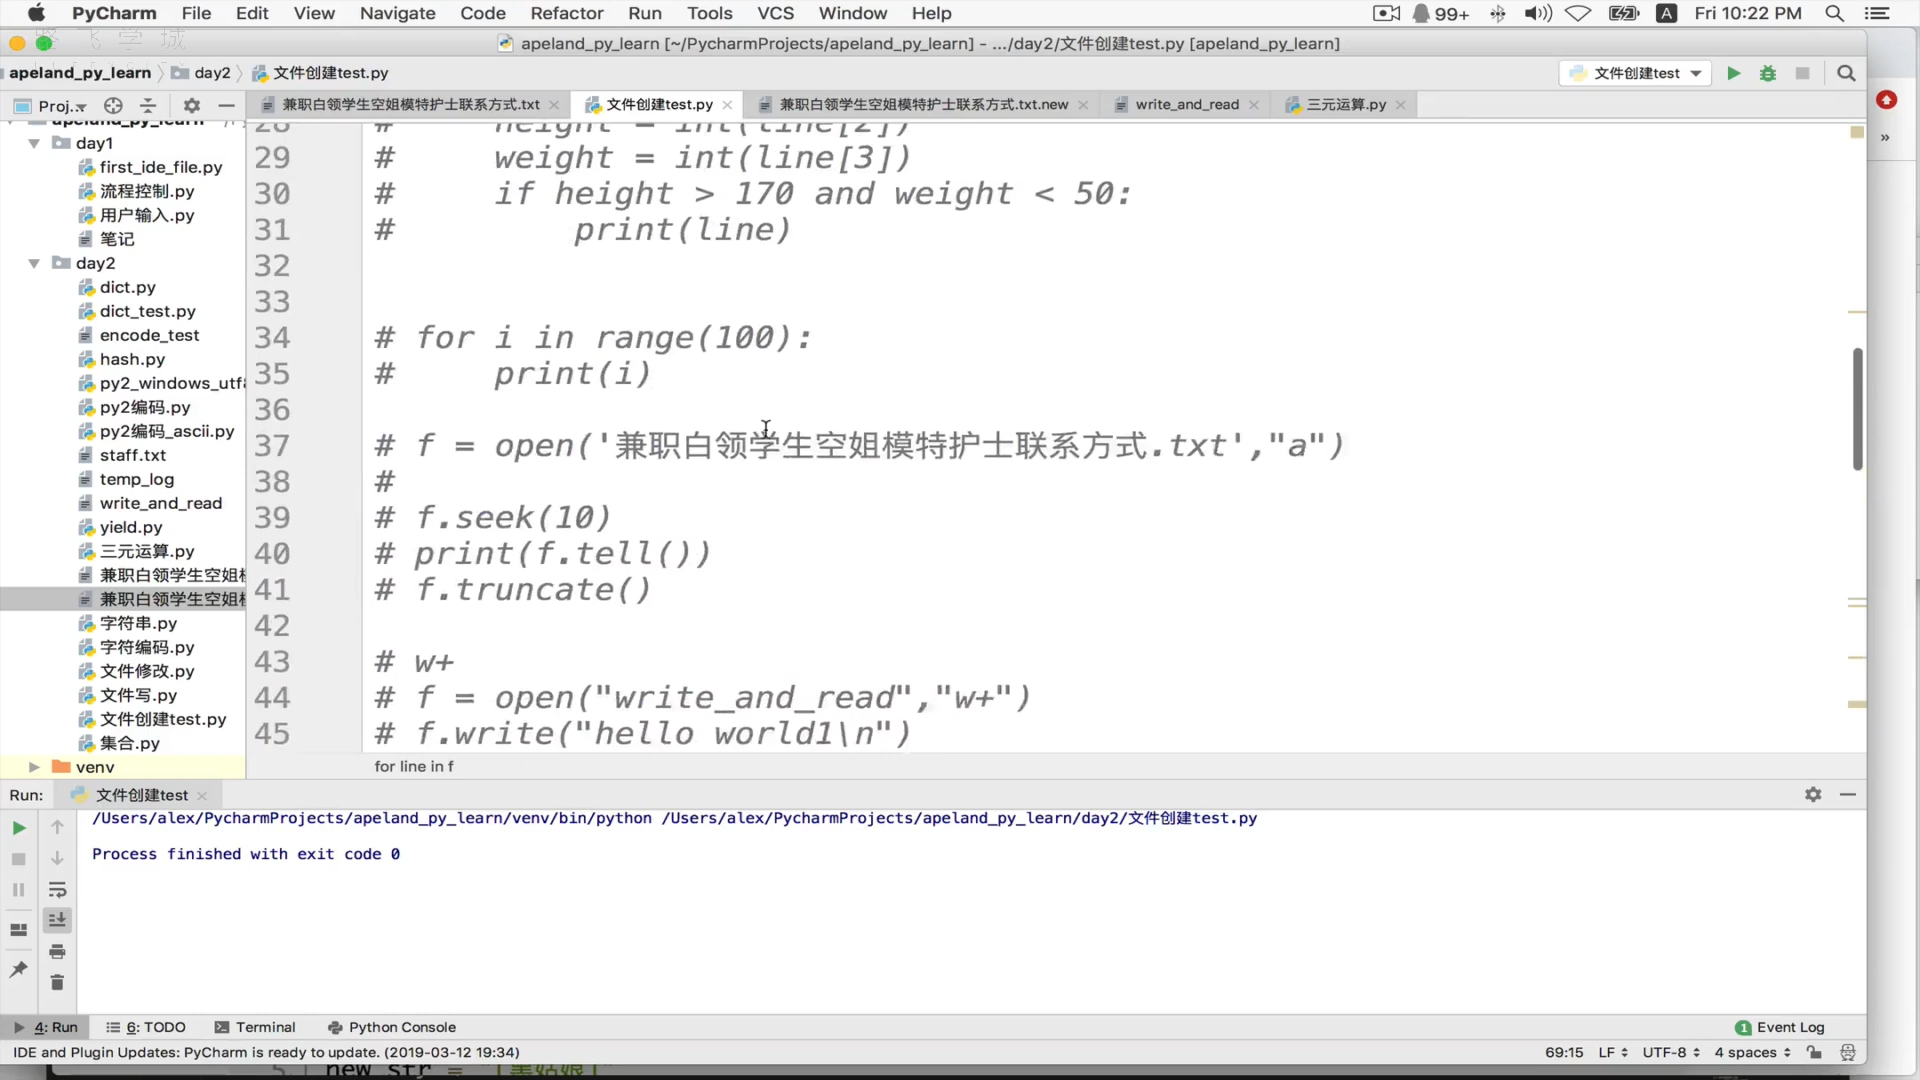 PyCharm File Edit View Navigate Code Refactor Run Tools VCS Window Help 99+ A Fri 10:22 PM
apeland_py_learn [~/PycharmProjects/apeland_py_learn] - .../day2/文件创建test.py [apeland_py_learn]
apeland_py_learn day2 文件创建test.py 文件创建test
Proj... 兼职白领学生空姐模特护士联系方式.txt 文件创建test.py 兼职白领学生空姐模特护士联系方式.txt.new write_and_read 三元运算.py
apeland_py_learn
day1
first_ide_file.py
流程控制.py
用户输入.py
笔记
day2
dict.py
dict_test.py
encode_test
hash.py
py2_windows_utf8
py2编码.py
py2编码_ascii.py
staff.txt
temp_log
write_and_read
yield.py
三元运算.py
兼职白领学生空姐模
兼职白领学生空姐模
字符串.py
字符编码.py
文件修改.py
文件写.py
文件创建test.py
集合.py
venv
28 # height = int(line[2])
29 # weight = int(line[3])
30 # if height > 170 and weight < 50:
31 # print(line)
32
33
34 # for i in range(100):
35 # print(i)
36
37 # f = open('兼职白领学生空姐模特护士联系方式.txt',"a")
38 #
39 # f.seek(10)
40 # print(f.tell())
41 # f.truncate()
42
43 # w+
44 # f = open("write_and_read","w+")
45 # f.write("hello world1\n")
for line in f
Run: 文件创建test
/Users/alex/PycharmProjects/apeland_py_learn/venv/bin/python /Users/alex/PycharmProjects/apeland_py_learn/day2/文件创建test.py
Process finished with exit code 0
4: Run 6: TODO Terminal Python Console 1 Event Log
IDE and Plugin Updates: PyCharm is ready to update. (2019-03-12 19:34) 69:15 LF UTF-8 4 spaces